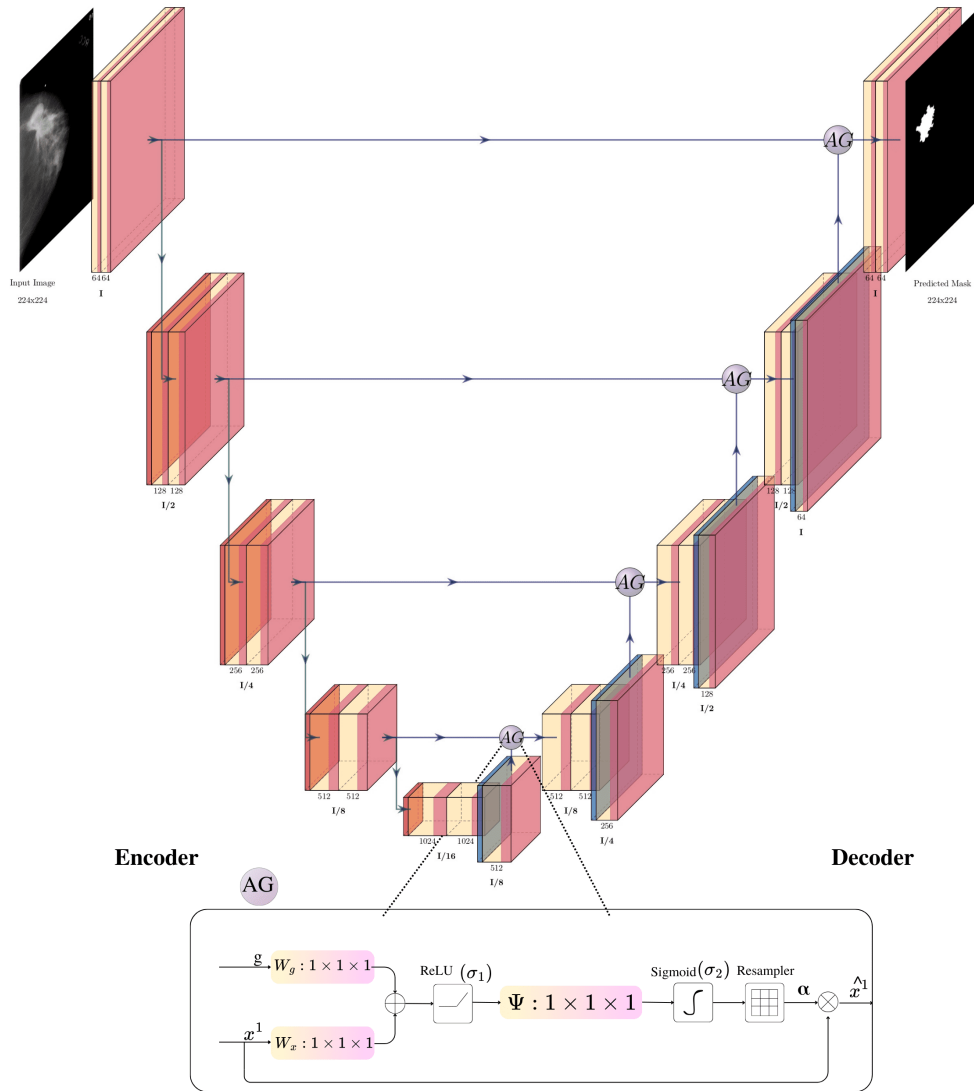 AG
64 64
64 64
Input Image
I
I
Predicted Mask
224x224
224x224
AG
128 128
128 128
I/2
I/2
64
I
AG
256 256
256 256
I/4
I/4
128
I/2
AG
512 512
512 512
I/8
I/8
256
1024 1024
I/4
I/16
512
I/8
Encoder
Decoder
AG
g
W_g : 1 × 1 × 1
ReLU (σ₁)
Ψ : 1 × 1 × 1
Sigmoid(σ₂)
Resampler
α
x̂¹
x¹
W_x : 1 × 1 × 1